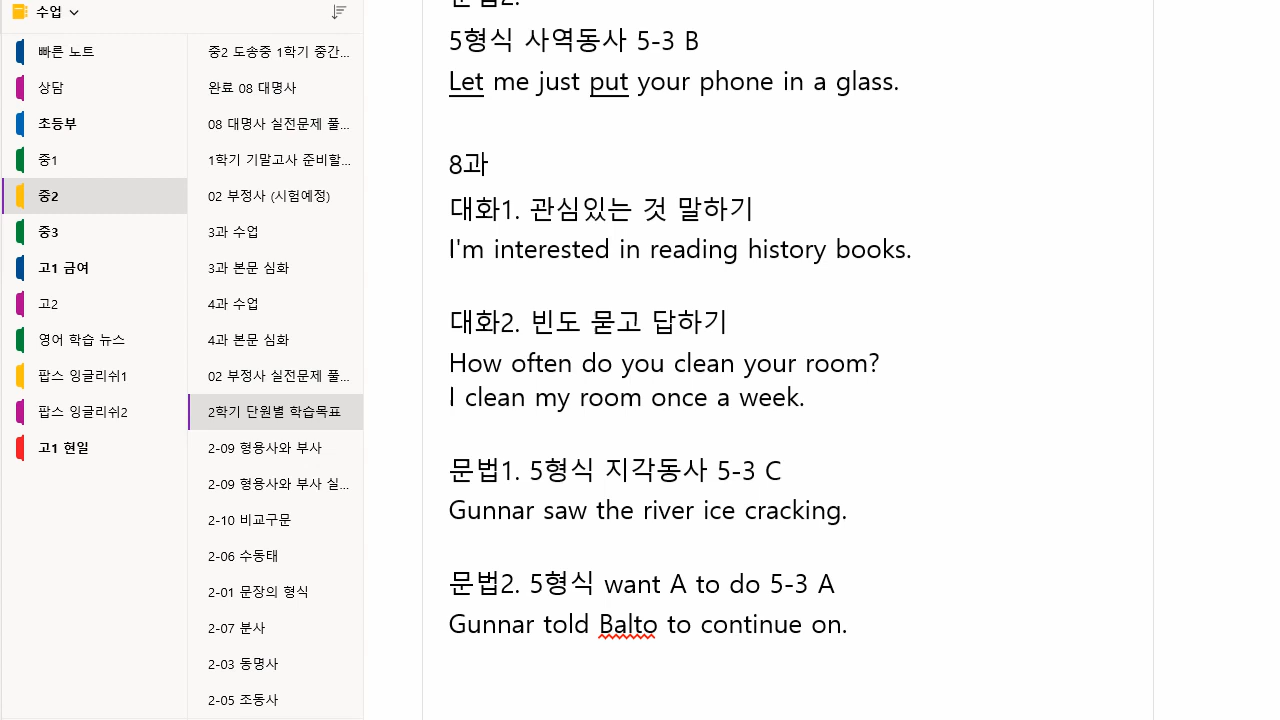 수업
빠른 노트
상담
초등부
중1
중2
중3
고1 금여
고2
영어 학습 뉴스
팝스 잉글리쉬1
팝스 잉글리쉬2
고1 현일
중2 도송중 1학기 중간...
완료 08 대명사
08 대명사 실전문제 풀...
1학기 기말고사 준비할...
02 부정사 (시험예정)
3과 수업
3과 본문 심화
4과 수업
4과 본문 심화
02 부정사 실전문제 풀...
2학기 단원별 학습목표
2-09 형용사와 부사
2-09 형용사와 부사 실...
2-10 비교구문
2-06 수동태
2-01 문장의 형식
2-07 분사
2-03 동명사
2-05 조동사
문법2.
5형식 사역동사 5-3 B
Let me just put your phone in a glass.
8과
대화1. 관심있는 것 말하기
I'm interested in reading history books.
대화2. 빈도 묻고 답하기
How often do you clean your room?
I clean my room once a week.
문법1. 5형식 지각동사 5-3 C
Gunnar saw the river ice cracking.
문법2. 5형식 want A to do 5-3 A
Gunnar told Balto to continue on.